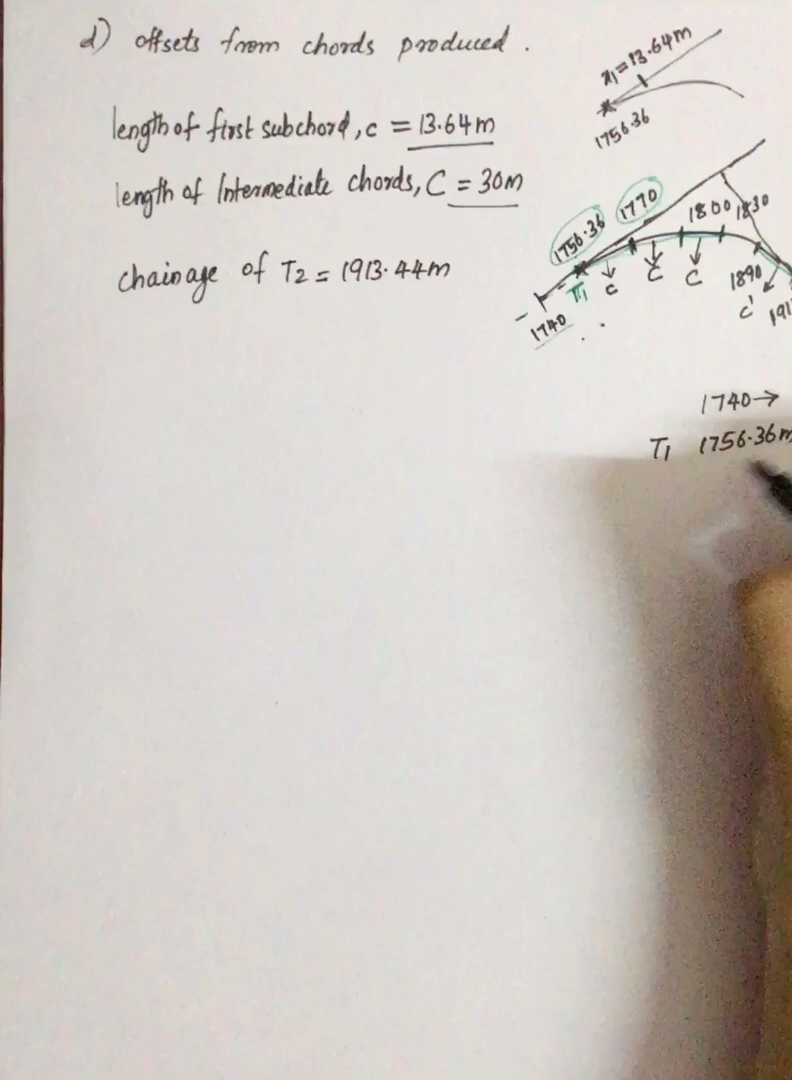 d) offsets from chords produced.
x1=13.64m
1756.36
length of first subchord, c = 13.64m
length of Intermediate chords, C = 30m
chainage of T2 = 1913.44m
1756.36
1770
1800
1830
T1
c
C
C
1890
c'
1740
1740→
T1 1756.36m